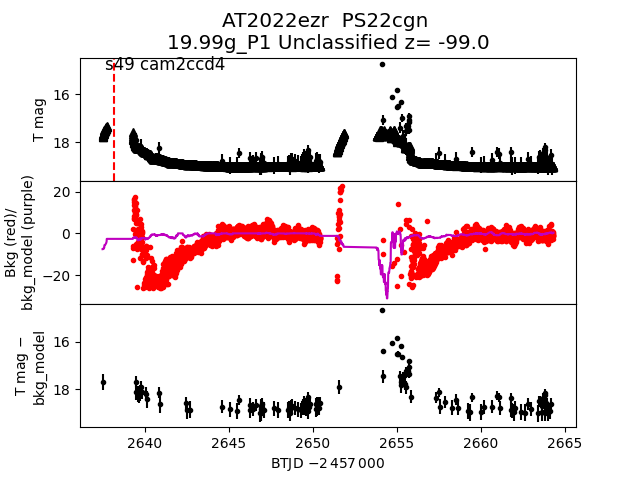 AT2022ezr  PS22cgn
19.99g_P1 Unclassified z= -99.0
s49 cam2ccd4
T mag
16
18
Bkg (red)/
bkg_model (purple)
20
0
−20
T mag −
bkg_model
16
18
2640
2645
2650
2655
2660
2665
BTJD −2 457 000